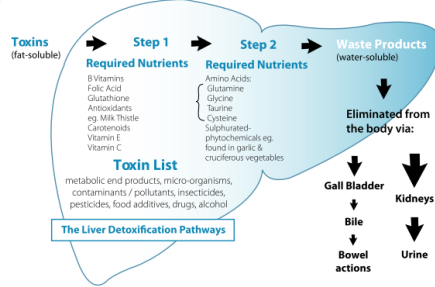 Toxins
(fat-soluble)
Step 1
Required Nutrients
B Vitamins
Folic Acid
Glutathione
Antioxidants
eg. Milk Thistle
Carotenoids
Vitamin E
Vitamin C
Step 2
Required Nutrients
Amino Acids:
Glutamine
Glycine
Taurine
Cysteine
Sulphurated-
phytochemicals eg.
found in garlic &
cruciferous vegetables
Waste Products
(water-soluble)
Eliminated from
the body via:
Gall Bladder
Bile
Bowel
actions
Kidneys
Urine
Toxin List
metabolic end products, micro-organisms,
contaminants / pollutants, insecticides,
pesticides, food additives, drugs, alcohol
The Liver Detoxification Pathways